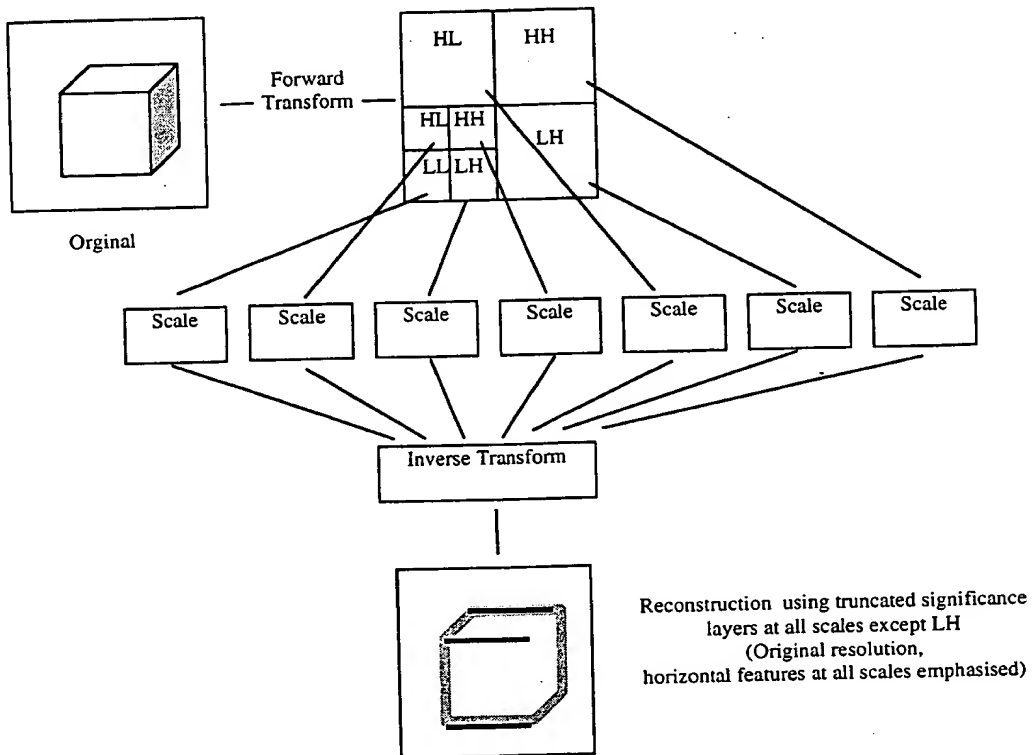 HL HH
Forward
Transform
HL HH
LH
LL LH
Orginal
Scale Scale Scale Scale Scale Scale Scale
Inverse Transform
Reconstruction using truncated significance
layers at all scales except LH
(Original resolution,
horizontal features at all scales emphasised)